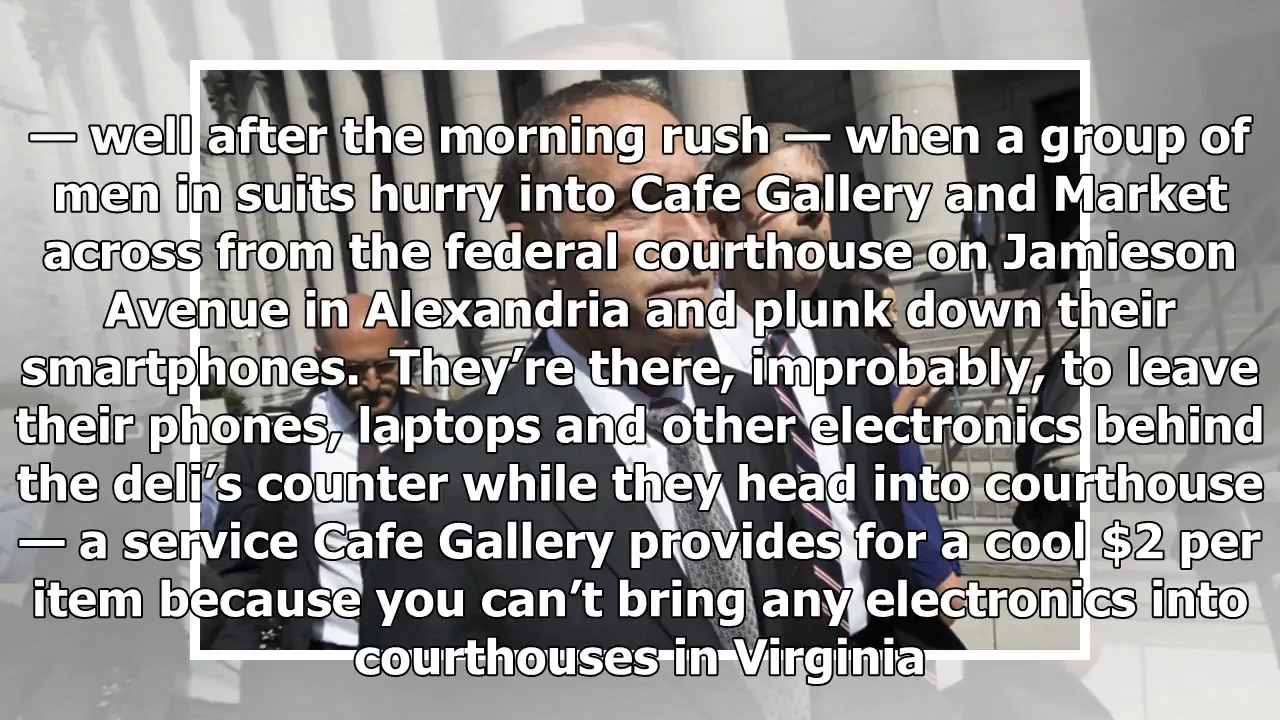 — well after the morning rush — when a group of
men in suits hurry into Cafe Gallery and Market
across from the federal courthouse on Jamieson
Avenue in Alexandria and plunk down their
smartphones.  They’re there, improbably, to leave
their phones, laptops and other electronics behind
the deli’s counter while they head into courthouse
— a service Cafe Gallery provides for a cool $2 per
item because you can’t bring any electronics into
courthouses in Virginia